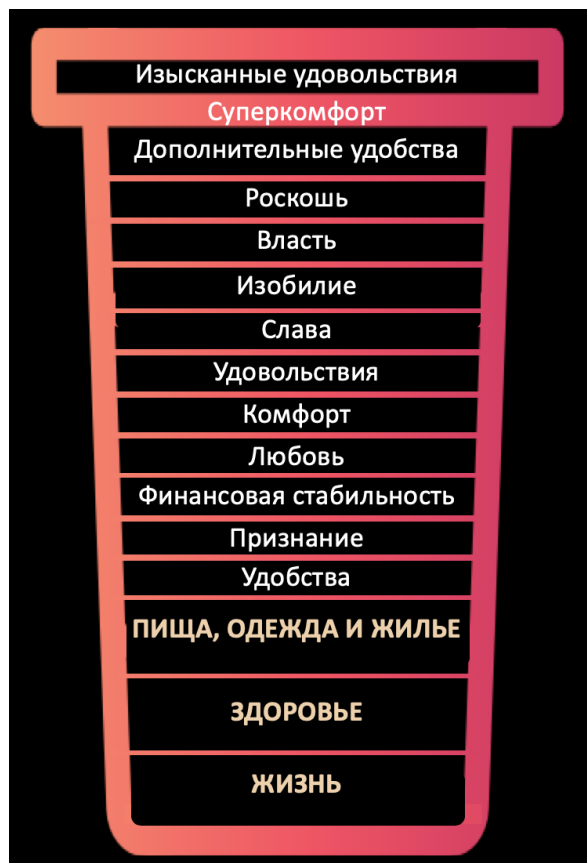 Изысканные удовольствия
Суперкомфорт
Дополнительные удобства
Роскошь
Власть
Изобилие
Слава
Удовольствия
Комфорт
Любовь
Финансовая стабильность
Признание
Удобства
ПИЩА, ОДЕЖДА И ЖИЛЬЕ
ЗДОРОВЬЕ
ЖИЗНЬ